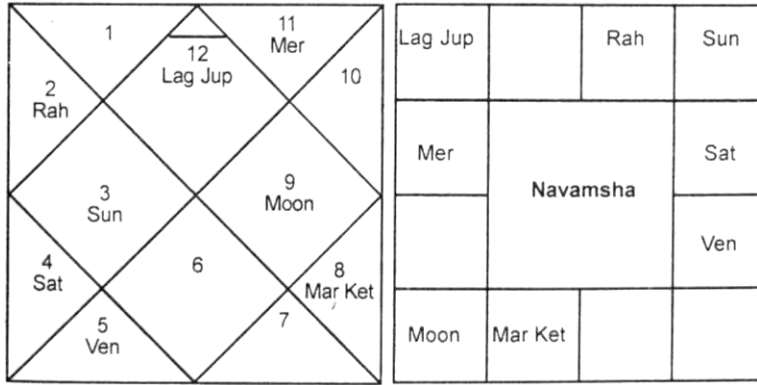 1
11
Mer
12
Lag Jup
2
Rah
10
3
Sun
9
Moon
4
Sat
6
8
Mar Ket
5
Ven
7
Lag Jup
Rah
Sun
Mer
Sat
Navamsha
Ven
Moon
Mar Ket